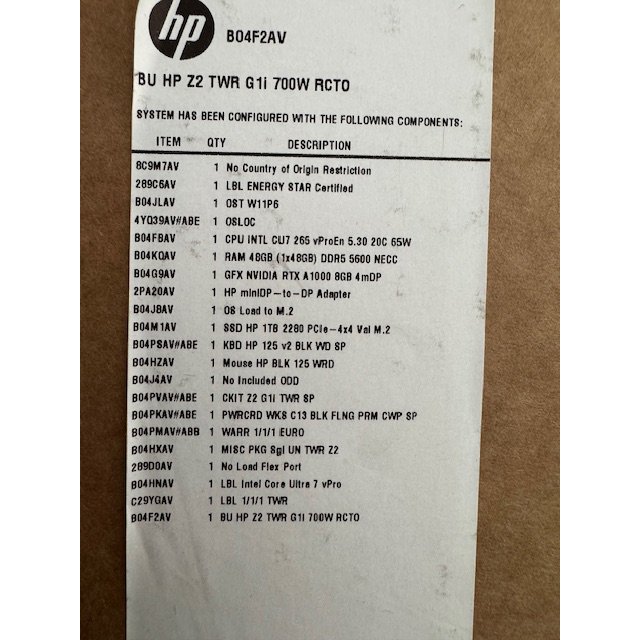 hp
B04F2AV
BU HP Z2 TWR G1i 700W RCTO
SYSTEM HAS BEEN CONFIGURED WITH THE FOLLOWING COMPONENTS:
ITEM QTY DESCRIPTION
8C9M7AV 1 No Country of Origin Restriction
289C6AV 1 LBL ENERGY STAR Certified
B04JLAV 1 OST W11P6
4YQ39AV#ABE 1 OSLOC
B04FBAV 1 CPU INTL CU7 265 vProEn 5.30 20C 65W
B04K0AV 1 RAM 48GB (1x48GB) DDR5 5600 NECC
B04G9AV 1 GFX NVIDIA RTX A1000 8GB 4mDP
2PA20AV 1 HP miniDP-to-DP Adapter
B04J8AV 1 OS Load to M.2
B04M1AV 1 SSD HP 1TB 2280 PCIe-4x4 Val M.2
B04PSAV#ABE 1 KBD HP 125 v2 BLK WD SP
B04HZAV 1 Mouse HP BLK 125 WRD
B04J4AV 1 No Included ODD
B04PVAV#ABE 1 CKIT Z2 G1i TWR SP
B04PKAV#ABE 1 PWRCRD WKS C13 BLK FLNG PRM CWP SP
B04PMAV#ABB 1 WARR 1/1/1 EURO
B04HXAV 1 MISC PKG Sgl UN TWR Z2
289D0AV 1 No Load Flex Port
B04HNAV 1 LBL Intel Core Ultra 7 vPro
C29YGAV 1 LBL 1/1/1 TWR
B04F2AV 1 BU HP Z2 TWR G1i 700W RCTO